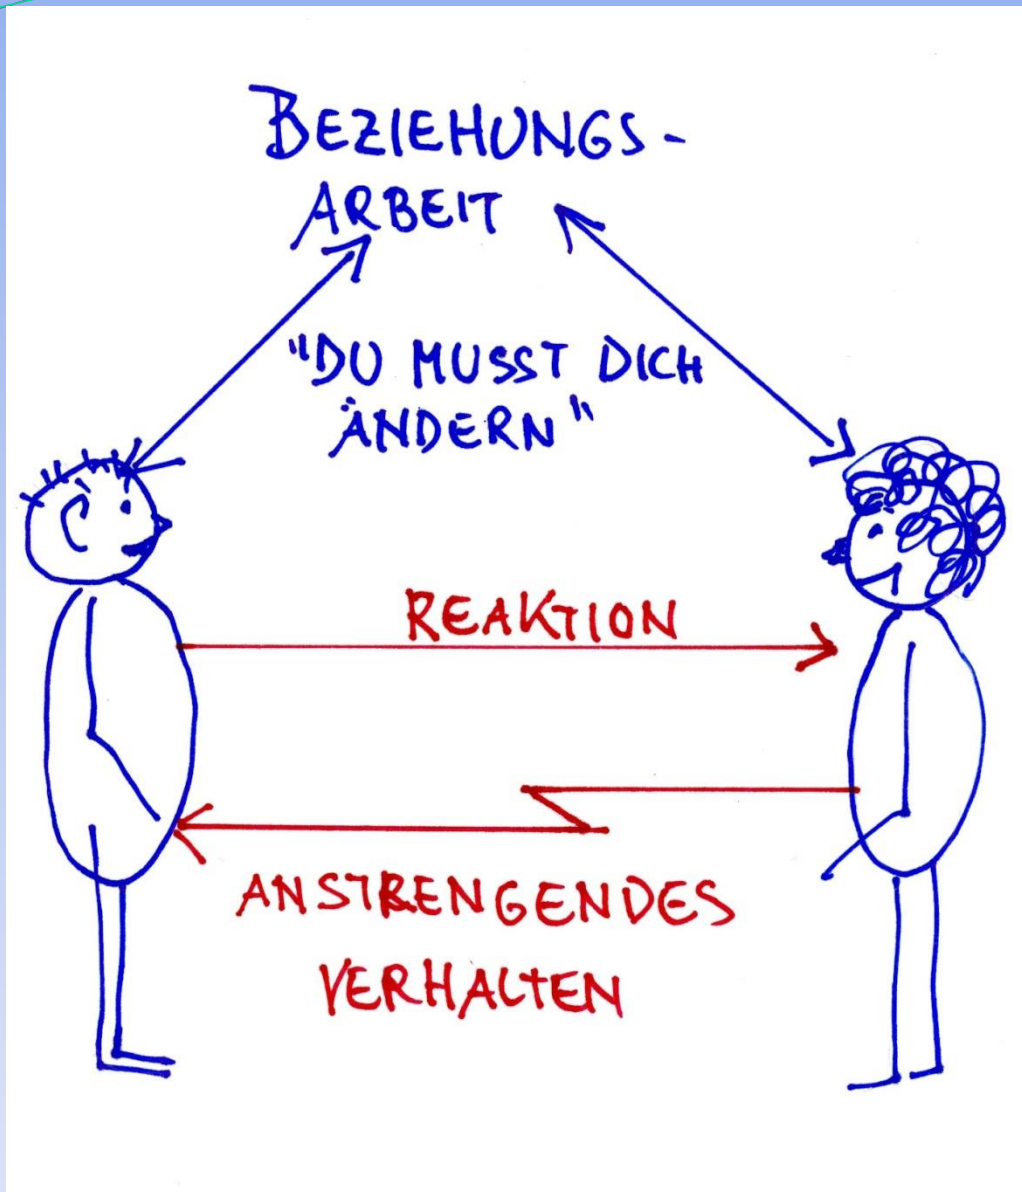 BEZIEHUNGS-
ARBEIT
"DU MUSST DICH
ÄNDERN"
REAKTION
ANSTRENGENDES
VERHALTEN